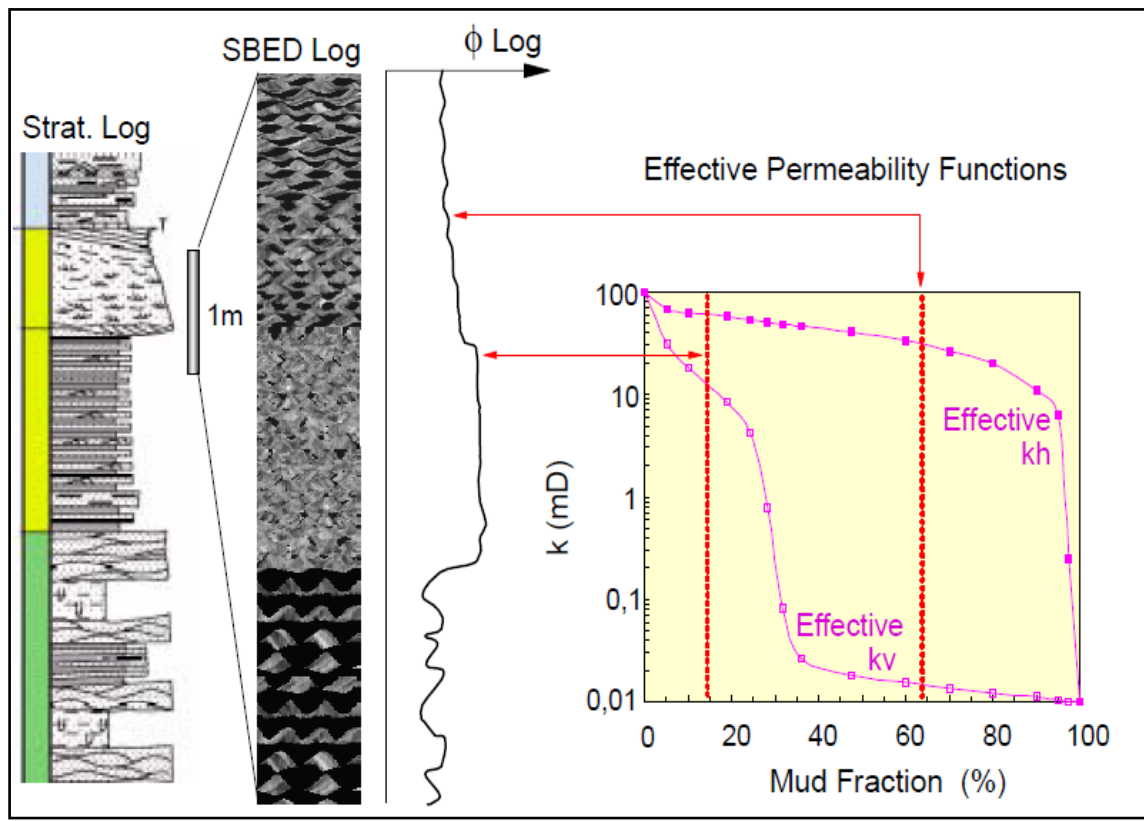 ϕ Log
SBED Log
Strat. Log
1m
Effective Permeability Functions
k (mD)
100
10
1
0,1
0,01
Effective
kh
Effective
kv
0 20 40 60 80 100
Mud Fraction (%)